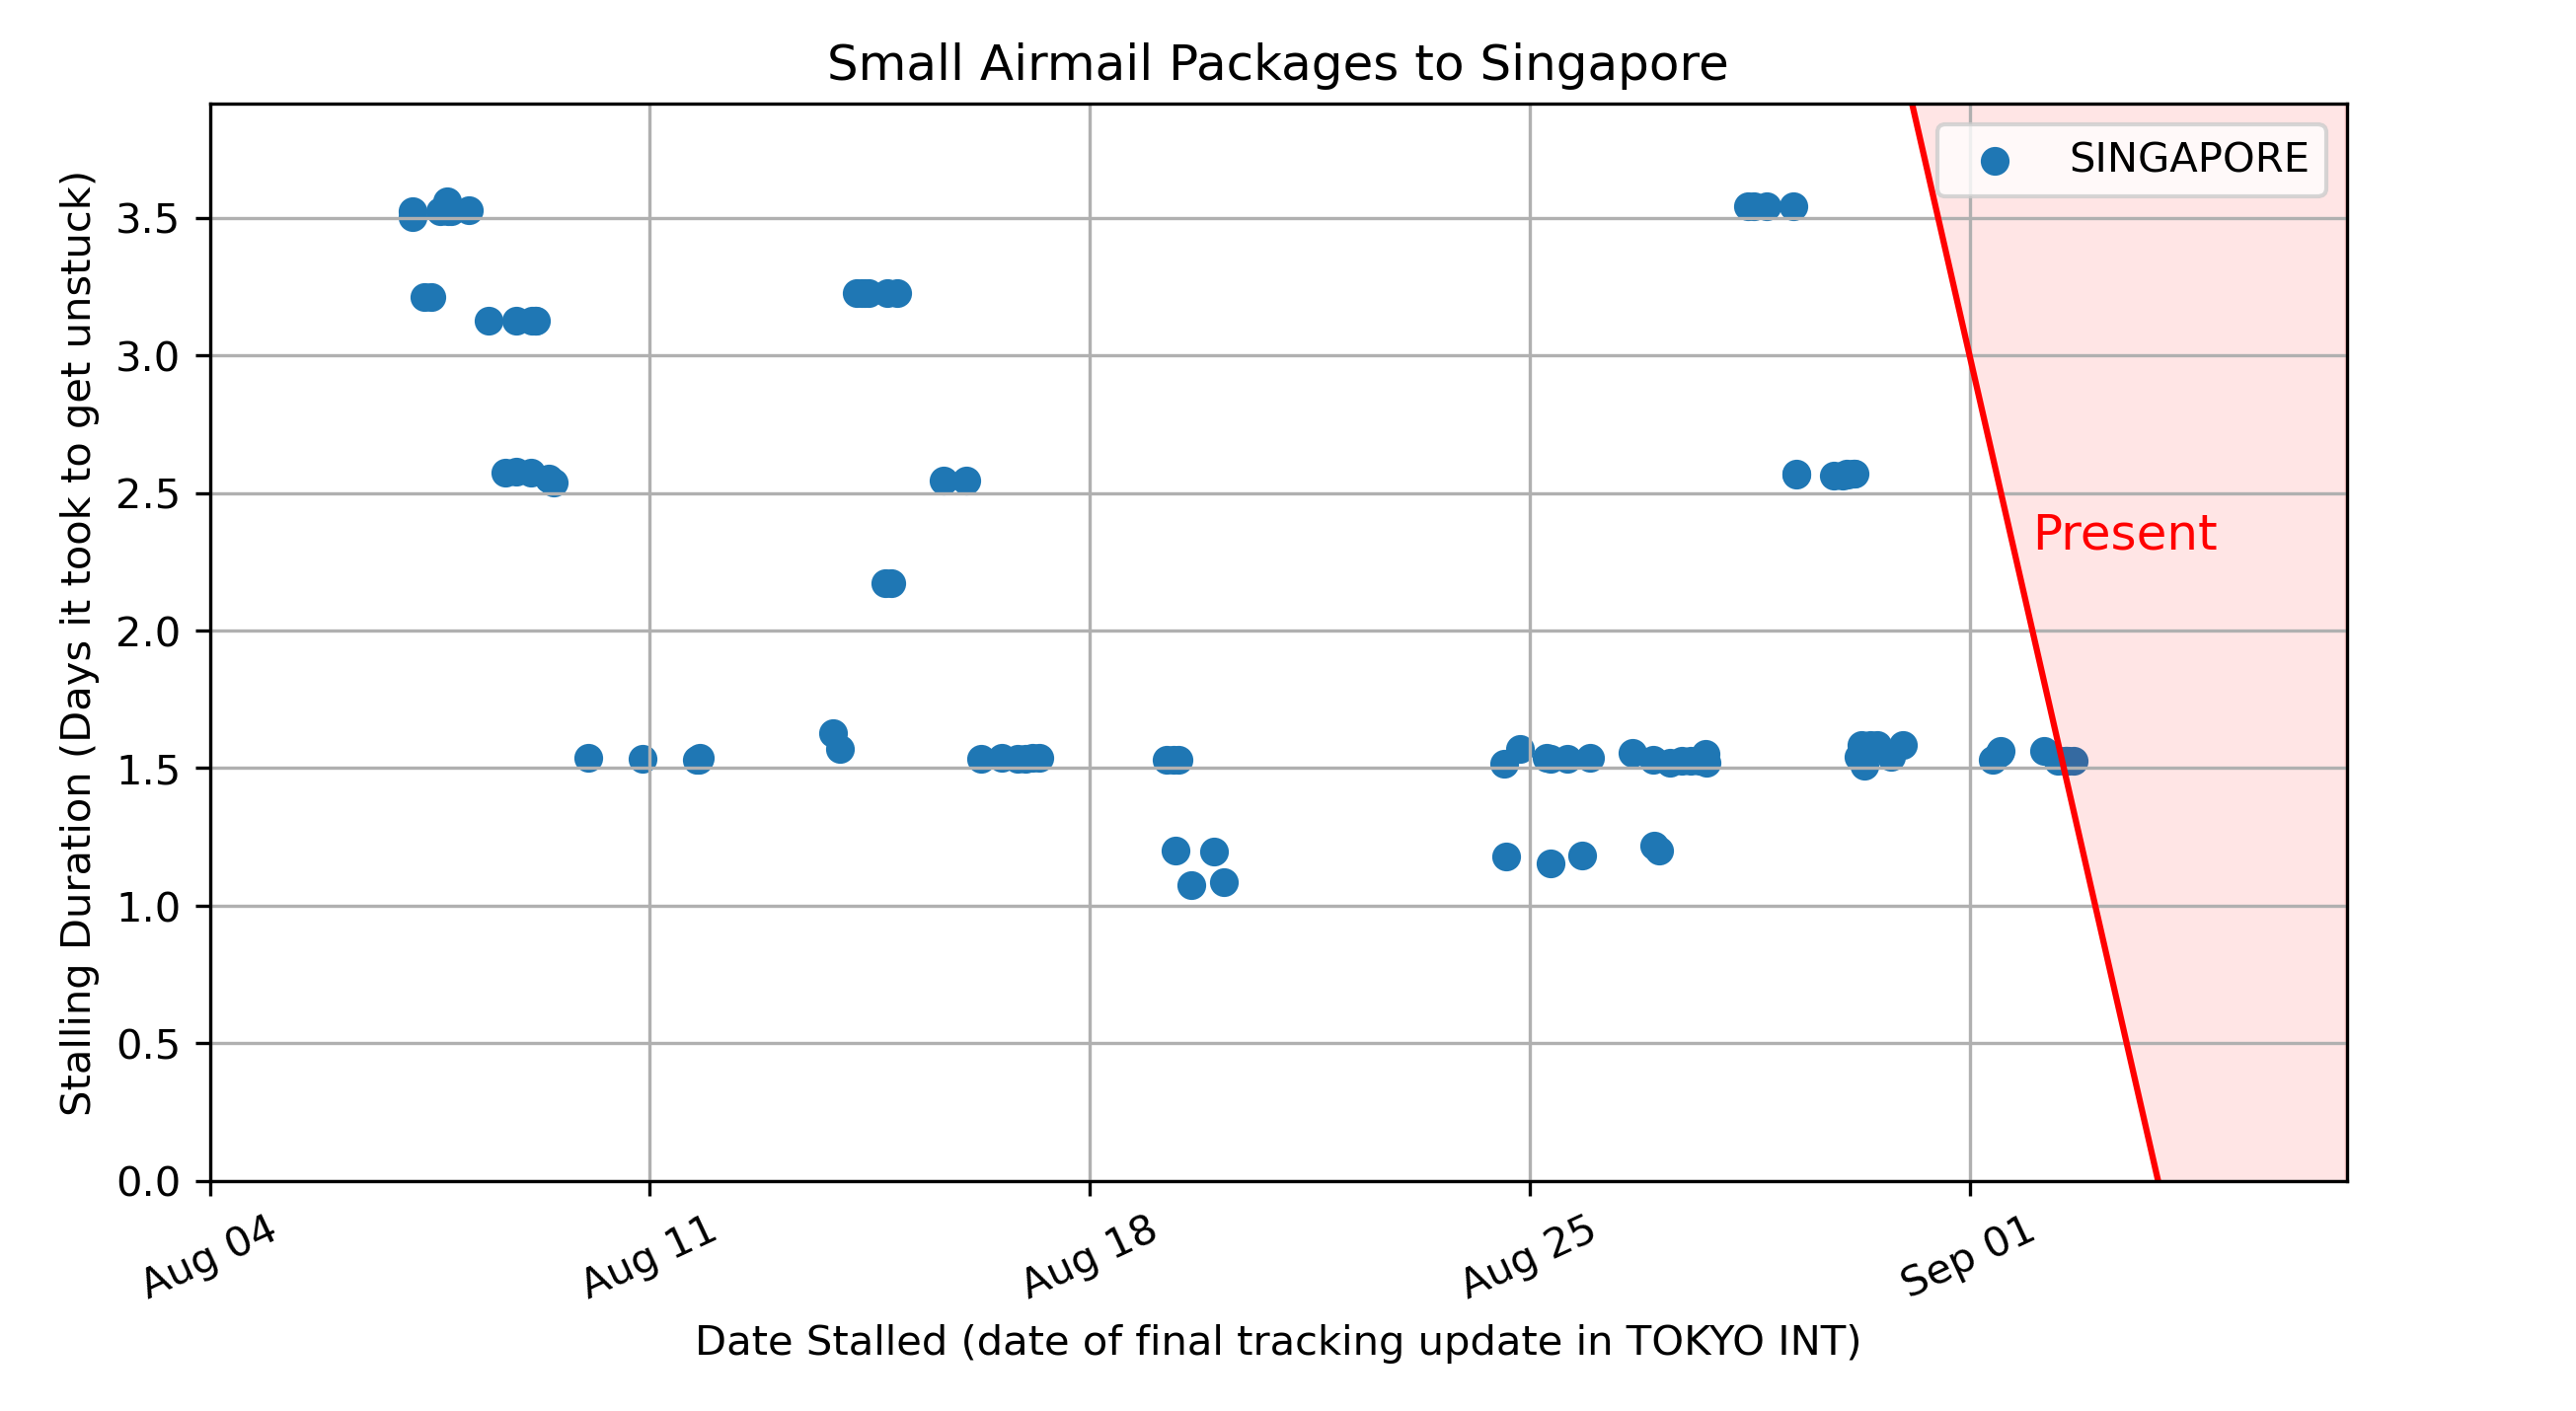 Small Airmail Packages to Singapore
SINGAPORE
Present
Stalling Duration (Days it took to get unstuck)
3.5
3.0
2.5
2.0
1.5
1.0
0.5
0.0
Aug 04
Aug 11
Aug 18
Aug 25
Sep 01
Date Stalled (date of final tracking update in TOKYO INT)